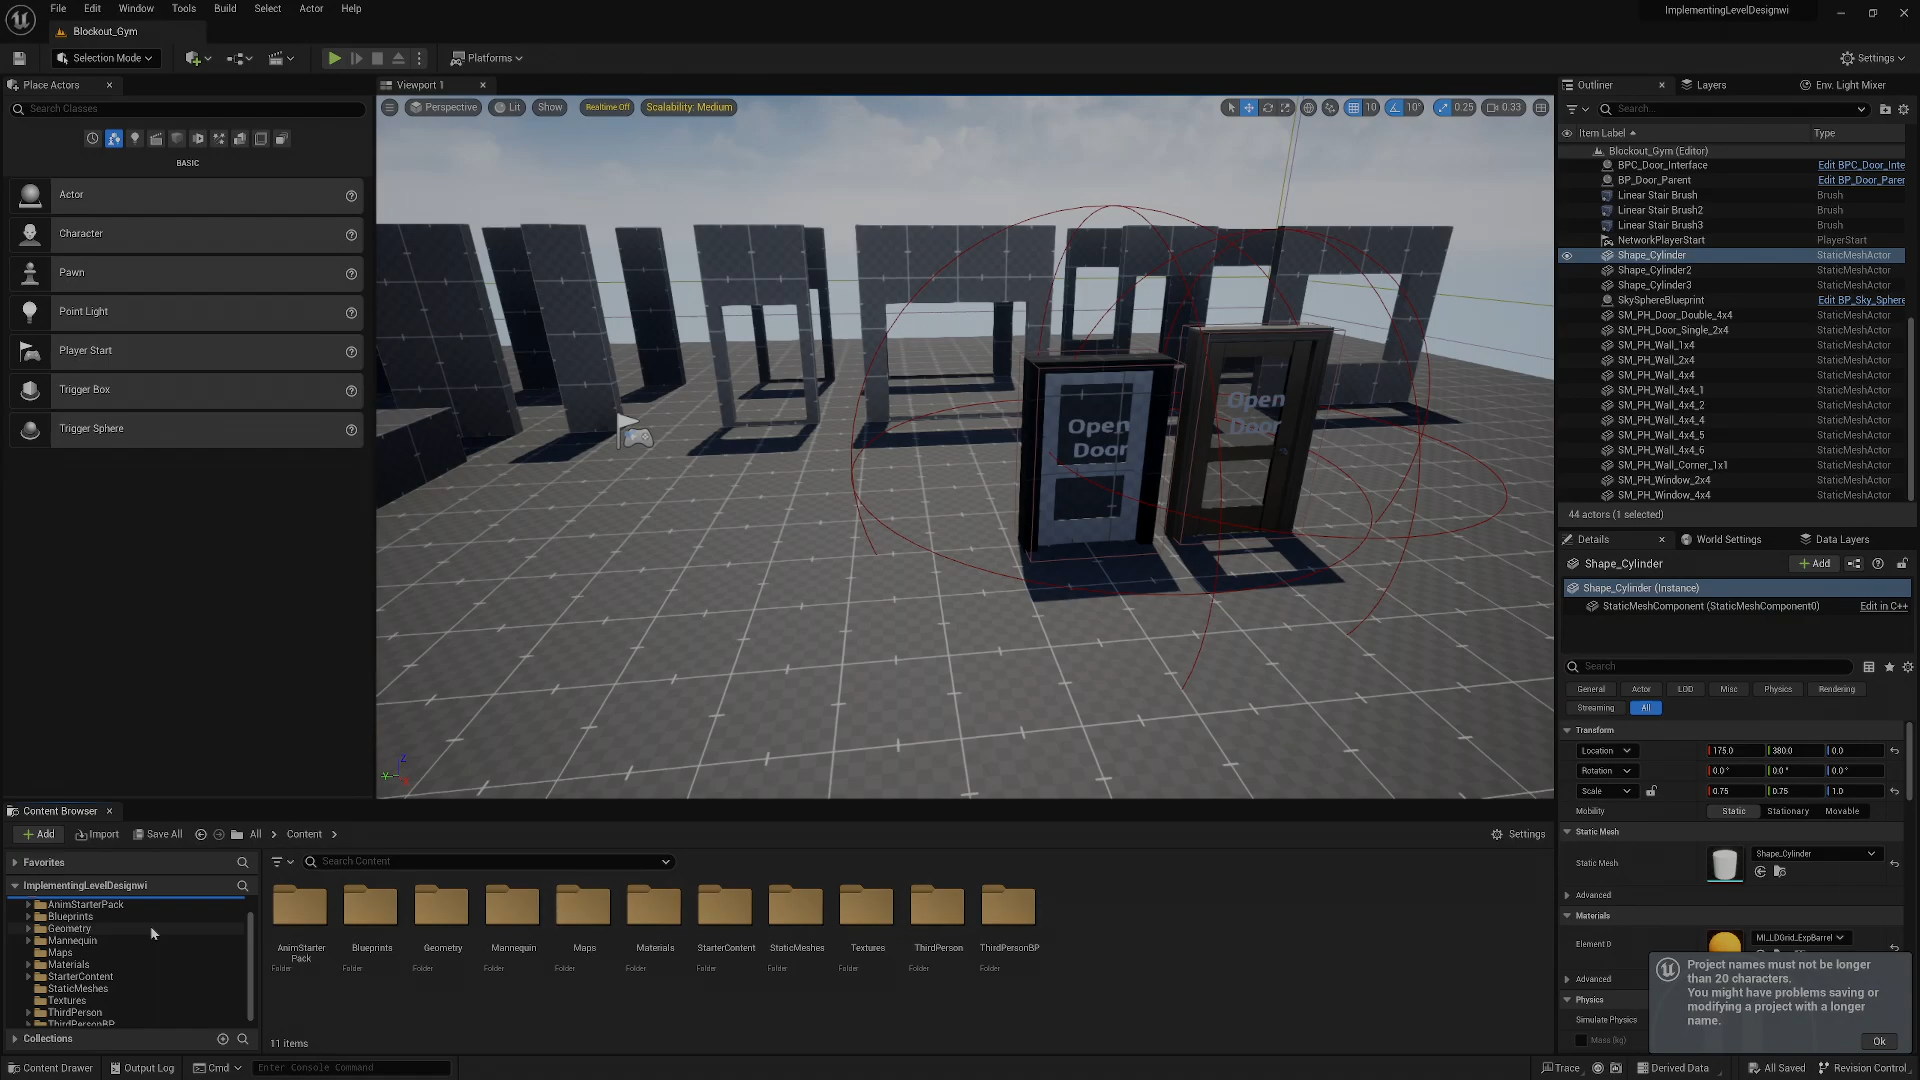 File Edit Window Tools Build Select Actor Help
ImplementingLevelDesignwi
Blockout_Gym
Selection Mode
Platforms
Settings
Place Actors
Search Classes
BASIC
Actor
Character
Pawn
Point Light
Player Start
Trigger Box
Trigger Sphere
Viewport 1
Perspective Lit Show Realtime Off Scalability: Medium
10 10° 0.25 0.33
Open
Door
Open
Door
Outliner Layers Env. Light Mixer
Search...
Item Label Type
Blockout_Gym (Editor)
BPC_Door_Interface Edit BPC_Door_Inte
BP_Door_Parent Edit BP_Door_Paren
Linear Stair Brush Brush
Linear Stair Brush2 Brush
Linear Stair Brush3 Brush
NetworkPlayerStart PlayerStart
Shape_Cylinder StaticMeshActor
Shape_Cylinder2 StaticMeshActor
Shape_Cylinder3 StaticMeshActor
SkySphereBlueprint Edit BP_Sky_Sphere
SM_PH_Door_Double_4x4 StaticMeshActor
SM_PH_Door_Single_2x4 StaticMeshActor
SM_PH_Wall_1x4 StaticMeshActor
SM_PH_Wall_2x4 StaticMeshActor
SM_PH_Wall_4x4 StaticMeshActor
SM_PH_Wall_4x4_1 StaticMeshActor
SM_PH_Wall_4x4_2 StaticMeshActor
SM_PH_Wall_4x4_4 StaticMeshActor
SM_PH_Wall_4x4_5 StaticMeshActor
SM_PH_Wall_4x4_6 StaticMeshActor
SM_PH_Wall_Corner_1x1 StaticMeshActor
SM_PH_Window_2x4 StaticMeshActor
SM_PH_Window_4x4 StaticMeshActor
44 actors (1 selected)
Details World Settings Data Layers
Shape_Cylinder Add
Shape_Cylinder (Instance)
StaticMeshComponent (StaticMeshComponent0) Edit in C++
Search
General Actor LOD Misc Physics Rendering
Streaming All
Transform
Location 175.0 380.0 0.0
Rotation 0.0° 0.0° 0.0°
Scale 0.75 0.75 1.0
Mobility Static Stationary Movable
Static Mesh
Static Mesh Shape_Cylinder
Advanced
Materials
Element 0 MI_LDGrid_ExpBarrel
Advanced
Physics
Simulate Physics
Mass (kg)
Project names must not be longer
than 20 characters.
You might have problems saving or
modifying a project with a longer
name.
Ok
Content Browser
Add Import Save All All Content Settings
Favorites
ImplementingLevelDesignwi
AnimStarterPack
Blueprints
Geometry
Mannequin
Maps
Materials
StarterContent
StaticMeshes
Textures
ThirdPerson
ThirdPersonBP
Collections
Search Content
AnimStarter Blueprints Geometry Mannequin Maps Materials StarterContent StaticMeshes Textures ThirdPerson ThirdPersonBP
Pack
Folder Folder Folder Folder Folder Folder Folder Folder Folder Folder Folder
11 items
Content Drawer Output Log Cmd Enter Console Command
Trace Derived Data All Saved Revision Control
Z
Y
X